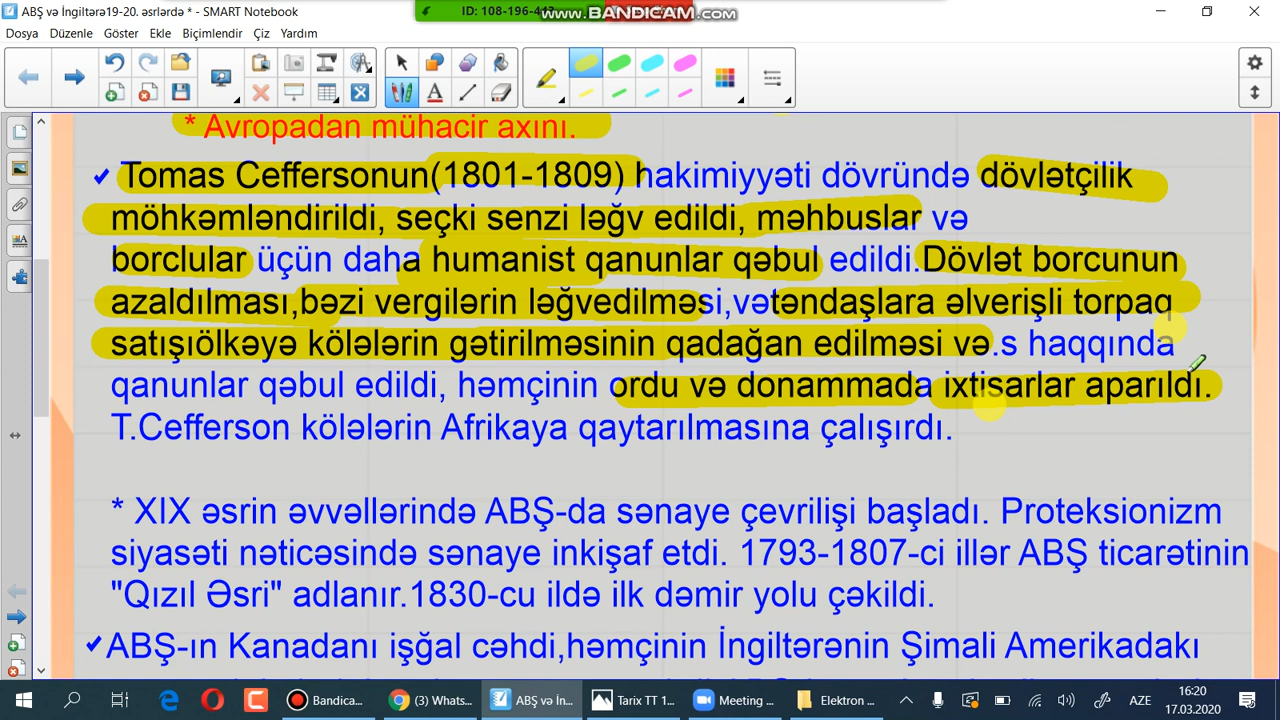 ABŞ və İngiltərə19-20. əsrlərdə * - SMART Notebook
ID: 108-196-443
www.BANDICAM.com
Dosya Düzenle Göster Ekle Biçimlendir Çiz Yardım
* Avropadan mühacir axını.
Tomas Ceffersonun(1801-1809) hakimiyyəti dövründə dövlətçilik
möhkəmləndirildi, seçki senzi ləğv edildi, məhbuslar və
borclular üçün daha humanist qanunlar qəbul edildi.Dövlət borcunun
azaldılması,bəzi vergilərin ləğvedilməsi,vətəndaşlara əlverişli torpaq
satışıölkəyə kölələrin gətirilməsinin qadağan edilməsi və.s haqqında
qanunlar qəbul edildi, həmçinin ordu və donammada ixtisarlar aparıldı.
T.Cefferson kölələrin Afrikaya qaytarılmasına çalışırdı.
* XIX əsrin əvvəllərində ABŞ-da sənaye çevrilişi başladı. Proteksionizm
siyasəti nəticəsində sənaye inkişaf etdi. 1793-1807-ci illər ABŞ ticarətinin
"Qızıl Əsri" adlanır.1830-cu ildə ilk dəmir yolu çəkildi.
ABŞ-ın Kanadanı işğal cəhdi,həmçinin İngiltərənin Şimali Amerikadakı
Bandica... (3) Whats... ABŞ və İn... Tarix TT 1... Meeting ... Elektron ... AZE 16:20
17.03.2020